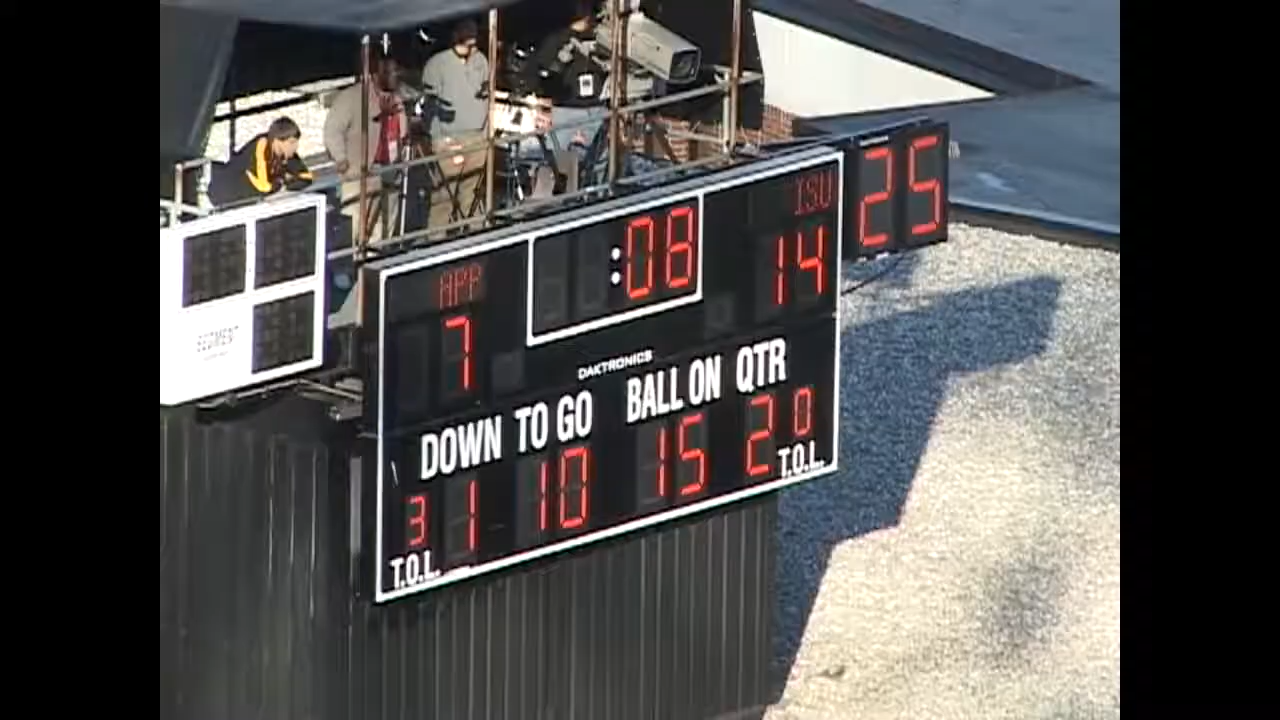 25
ISU
:08
14
APP
7
DAKTRONICS
DOWN TO GO BALL ON QTR
3 1 10 15 2 0
T.O.L. T.O.L.
SEGMENT